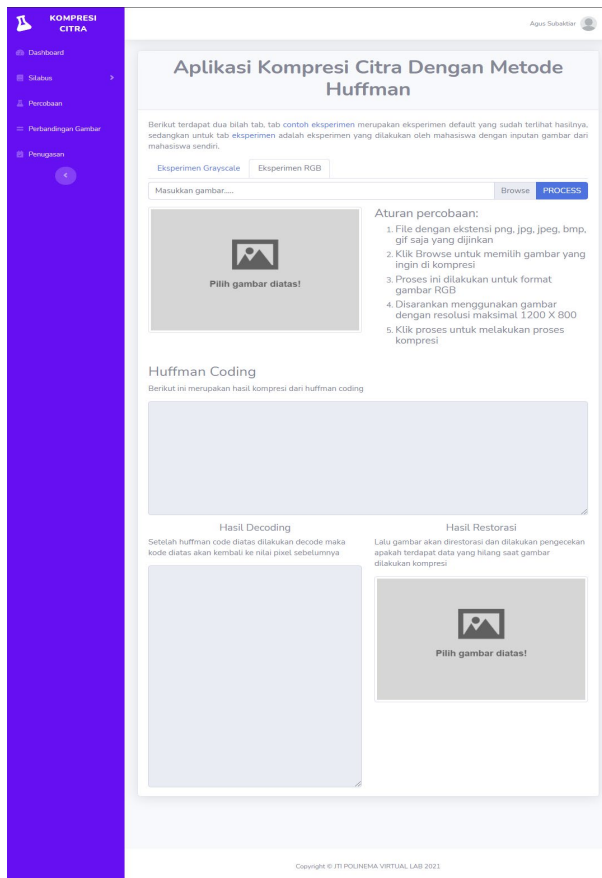 KOMPRESI
CITRA
Agus Subaktiar
Dashboard
Silabus
Percobaan
Perbandingan Gambar
Penugasan
Aplikasi Kompresi Citra Dengan Metode
Huffman
Berikut terdapat dua bilah tab, tab contoh eksperimen merupakan eksperimen default yang sudah terlihat hasilnya,
sedangkan untuk tab eksperimen adalah eksperimen yang dilakukan oleh mahasiswa dengan inputan gambar dari
mahasiswa sendiri.
Eksperimen Grayscale Eksperimen RGB
Masukkan gambar..... Browse PROCESS
Pilih gambar diatas!
Aturan percobaan:
1. File dengan ekstensi png, jpg, jpeg, bmp,
gif saja yang dijinkan
2. Klik Browse untuk memilih gambar yang
ingin di kompresi
3. Proses ini dilakukan untuk format
gambar RGB
4. Disarankan menggunakan gambar
dengan resolusi maksimal 1200 X 800
5. Klik proses untuk melakukan proses
kompresi
Huffman Coding
Berikut ini merupakan hasil kompresi dari huffman coding
Hasil Decoding
Setelah huffman code diatas dilakukan decode maka
kode diatas akan kembali ke nilai pixel sebelumnya
Hasil Restorasi
Lalu gambar akan direstorasi dan dilakukan pengecekan
apakah terdapat data yang hilang saat gambar
dilakukan kompresi
Pilih gambar diatas!
Copyright © JTI POLINEMA VIRTUAL LAB 2021